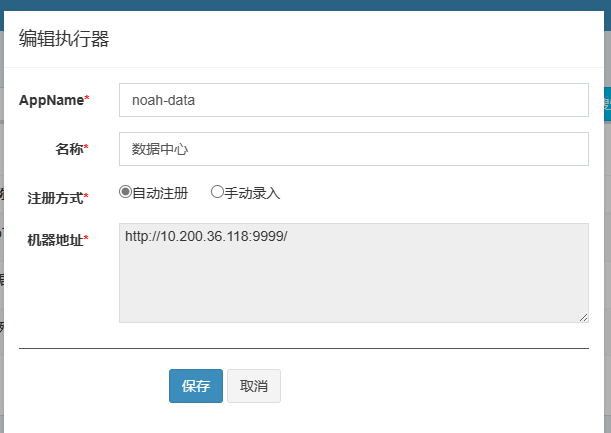 编辑执行器
AppName* noah-data
名称* 数据中心
注册方式* 自动注册 手动录入
机器地址* http://10.200.36.118:9999/
保存 取消